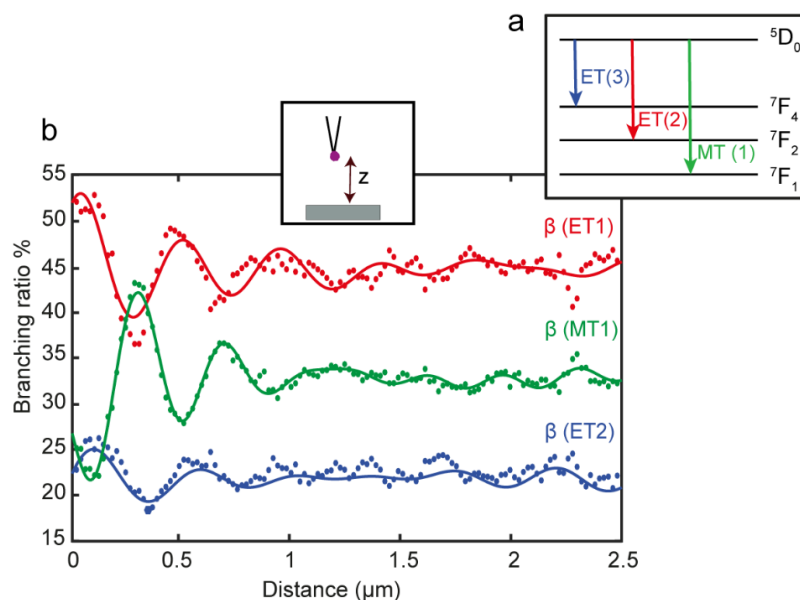 a
⁵D₀
ET(3)
⁷F₄
ET(2)
⁷F₂
MT (1)
⁷F₁
b
z
Branching ratio %
55
50
45
40
35
30
25
20
15
β (ET1)
β (MT1)
β (ET2)
0 0.5 1 1.5 2 2.5
Distance (μm)